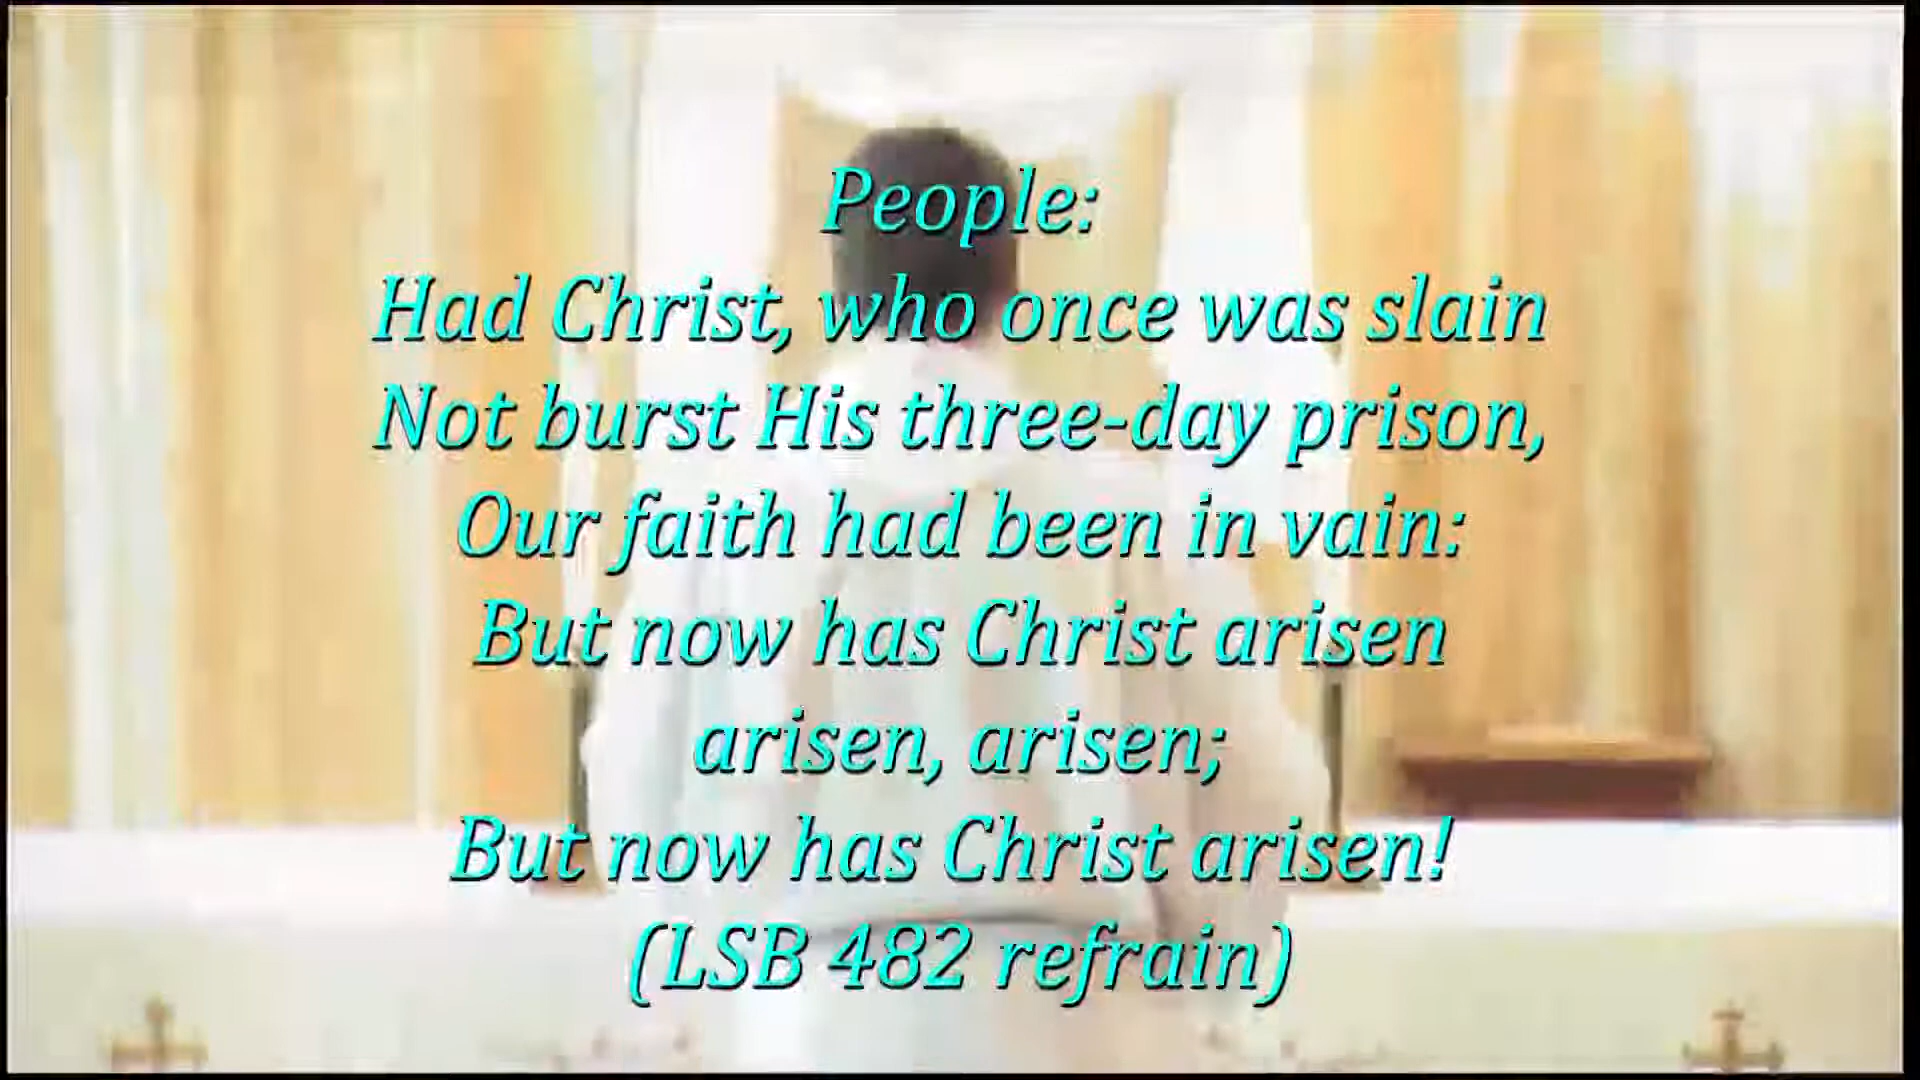 People:
Had Christ, who once was slain
Not burst His three-day prison,
Our faith had been in vain:
But now has Christ arisen
arisen, arisen;
But now has Christ arisen!
(LSB 482 refrain)